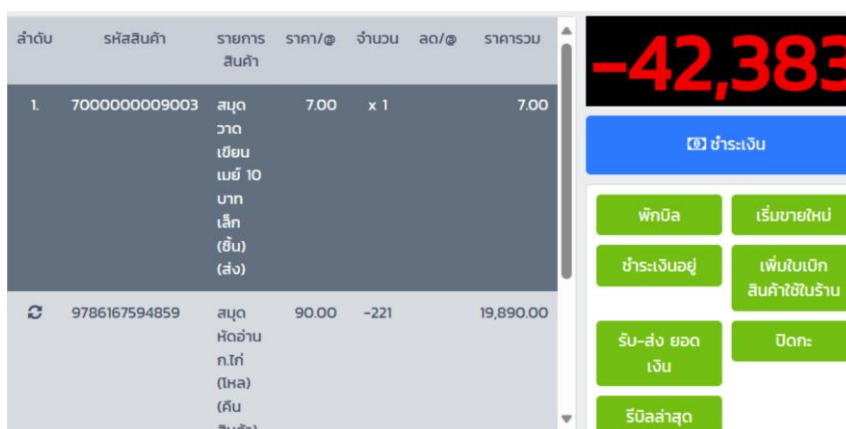 ลำดับ รหัสสินค้า รายการ ราคา/@ จำนวน ลด/@ ราคารวม
สินค้า
1. 7000000009003 สมุด 7.00 x 1 7.00
วาด
เขียน
เมย์ 10
บาท
เล็ก
(ชิ้น)
(ส่ง)
9786167594859 สมุด 90.00 -221 19,890.00
หัดอ่าน
ก.ไก่
(โหล)
(คืน
-42,383
ชำระเงิน
พักบิล เริ่มขายใหม่
ชำระเงินอยู่ เพิ่มใบเบิก
สินค้าใช้ในร้าน
รับ-ส่ง ยอด ปิดกะ
เงิน
รีบิลล่าสุด